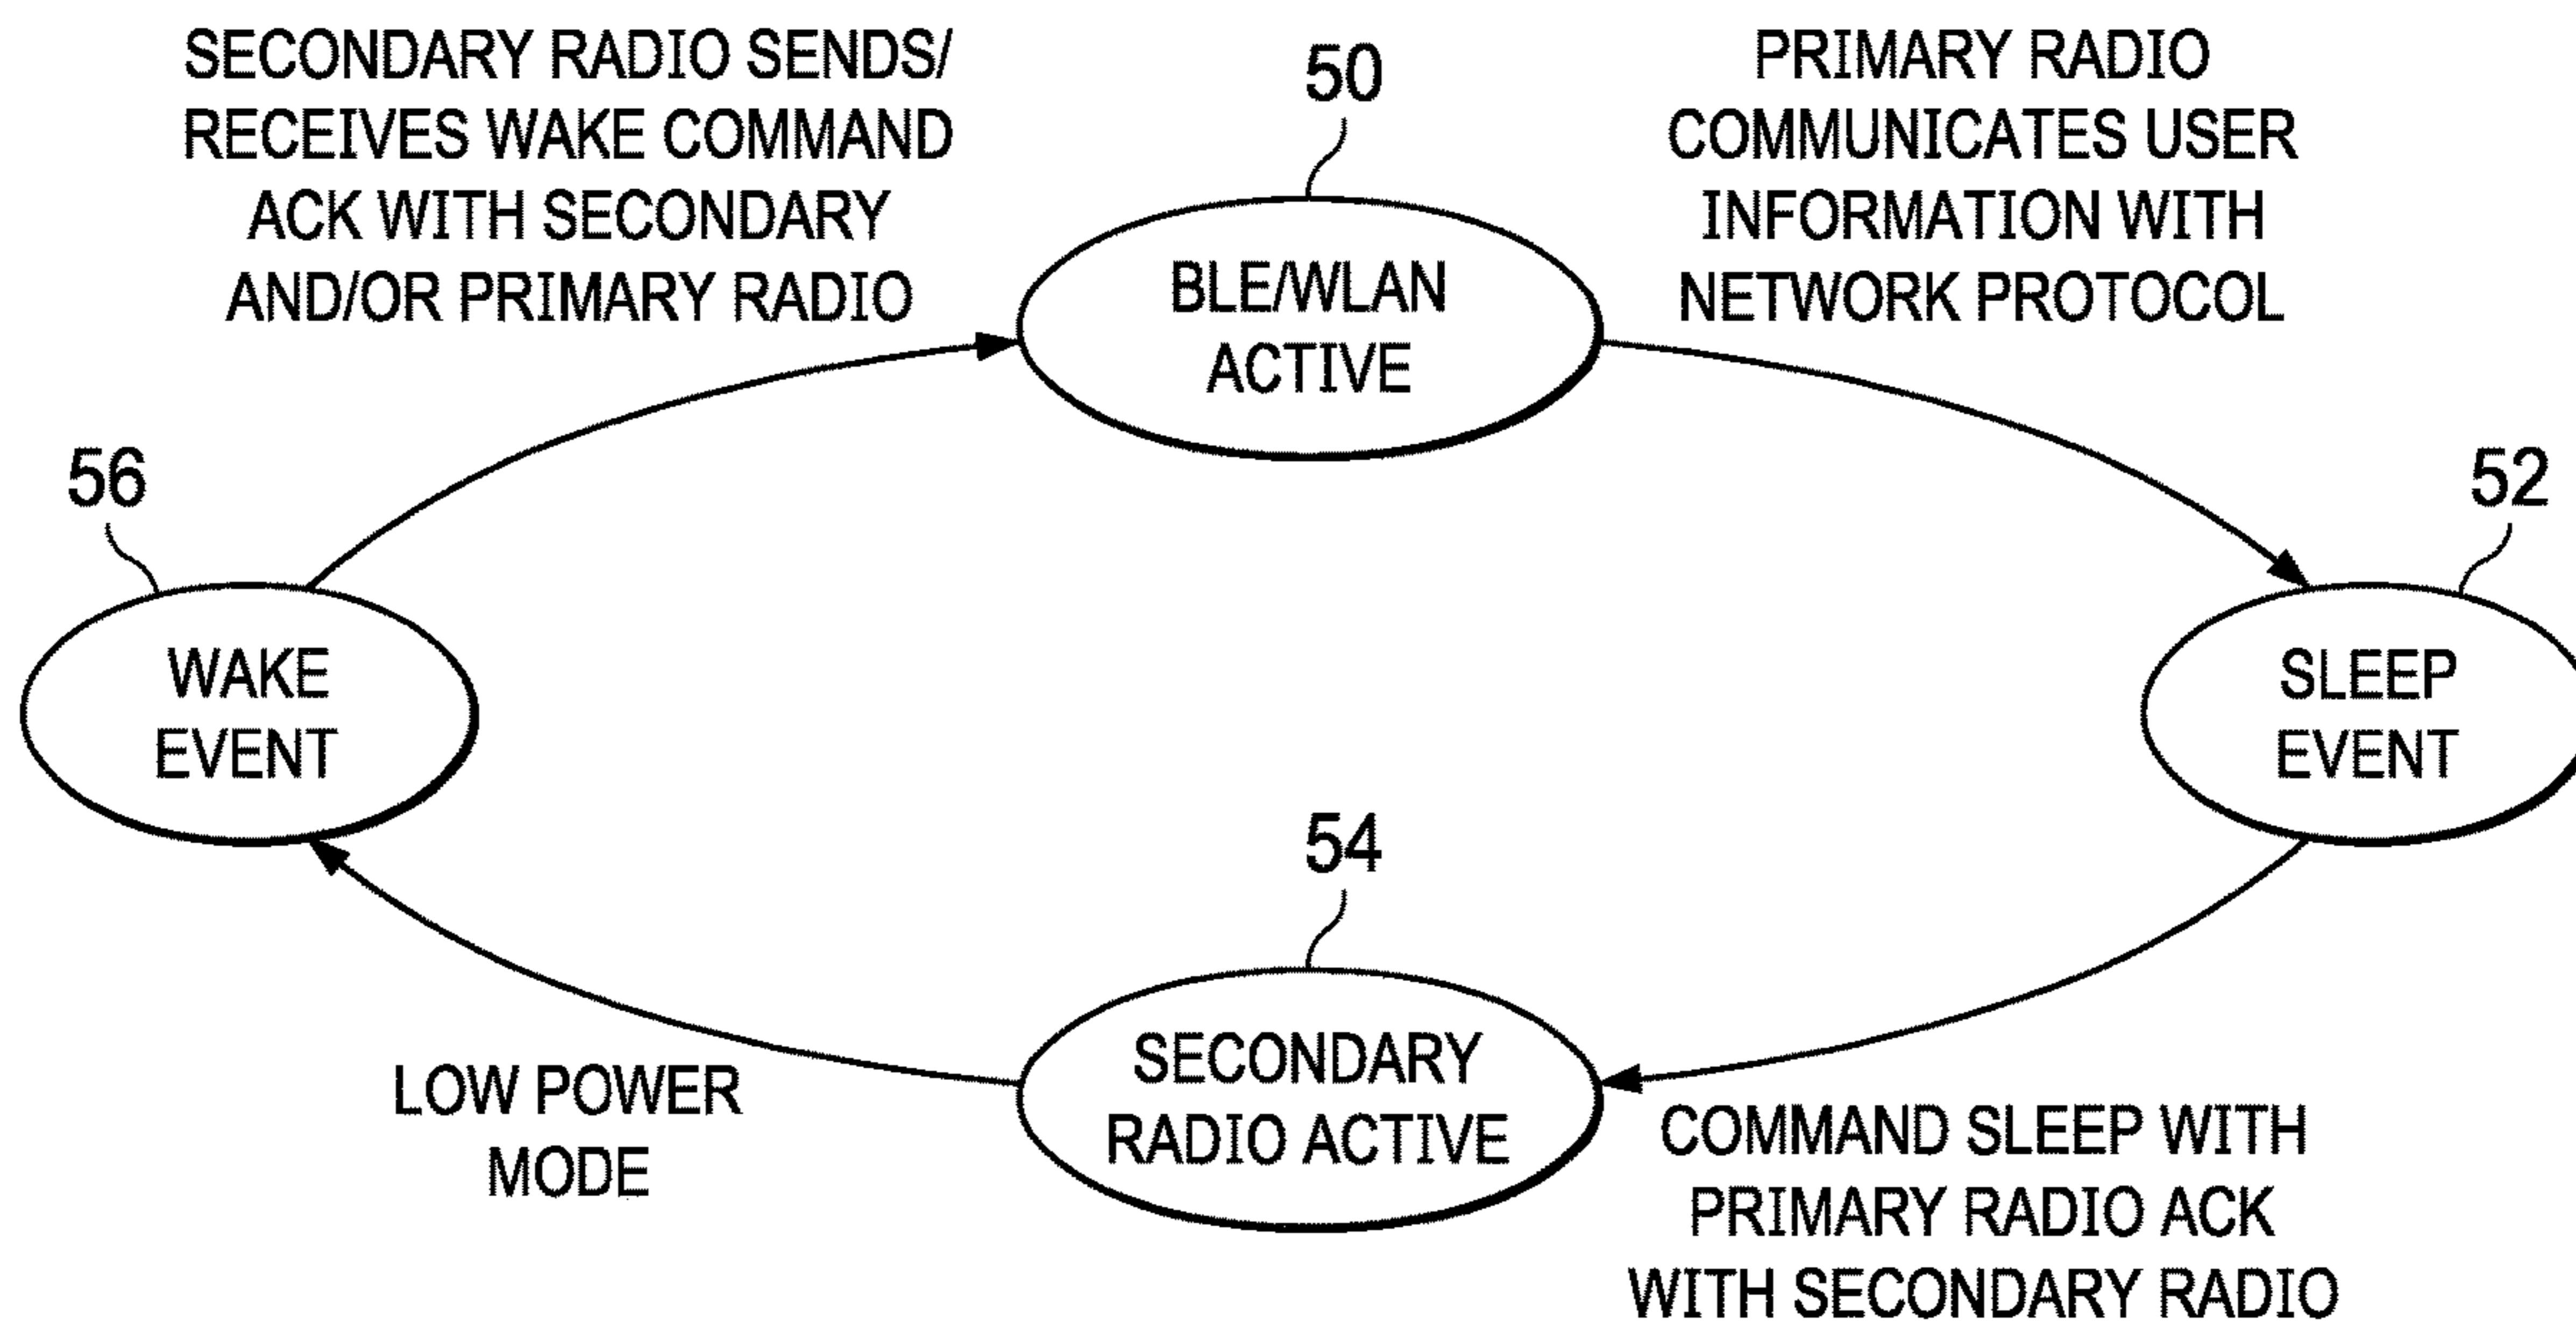 SECONDARY RADIO SENDS/
RECEIVES WAKE COMMAND
ACK WITH SECONDARY
AND/OR PRIMARY RADIO
50
PRIMARY RADIO
COMMUNICATES USER
INFORMATION WITH
NETWORK PROTOCOL
BLE/WLAN
ACTIVE
56
WAKE
EVENT
52
SLEEP
EVENT
54
SECONDARY
RADIO ACTIVE
LOW POWER
MODE
COMMAND SLEEP WITH
PRIMARY RADIO ACK
WITH SECONDARY RADIO